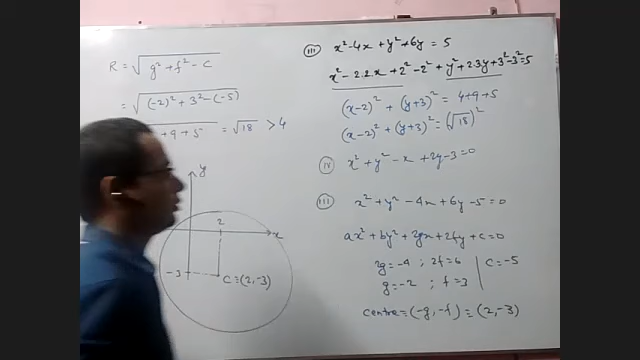 R = √(g² + f² - c)
= √((-2)² + 3² - (-5))
+ 9 + 5 = √18 > 4
y
2
x
-3
C = (2, -3)
(iii) x² - 4x + y² + 6y = 5
x² - 2.2x + 2² - 2² + y² + 2.3y + 3² - 3² = 5
(x-2)² + (y+3)² = 4+9+5
(x-2)² + (y+3)² = (√18)²
(iv) x² + y² - x + 2y - 3 = 0
(iii) x² + y² - 4x + 6y - 5 = 0
ax² + by² + 2gx + 2fy + c = 0
2g = -4 ; 2f = 6 | c = -5
g = -2 ; f = 3
centre = (-g, -f) = (2, -3)